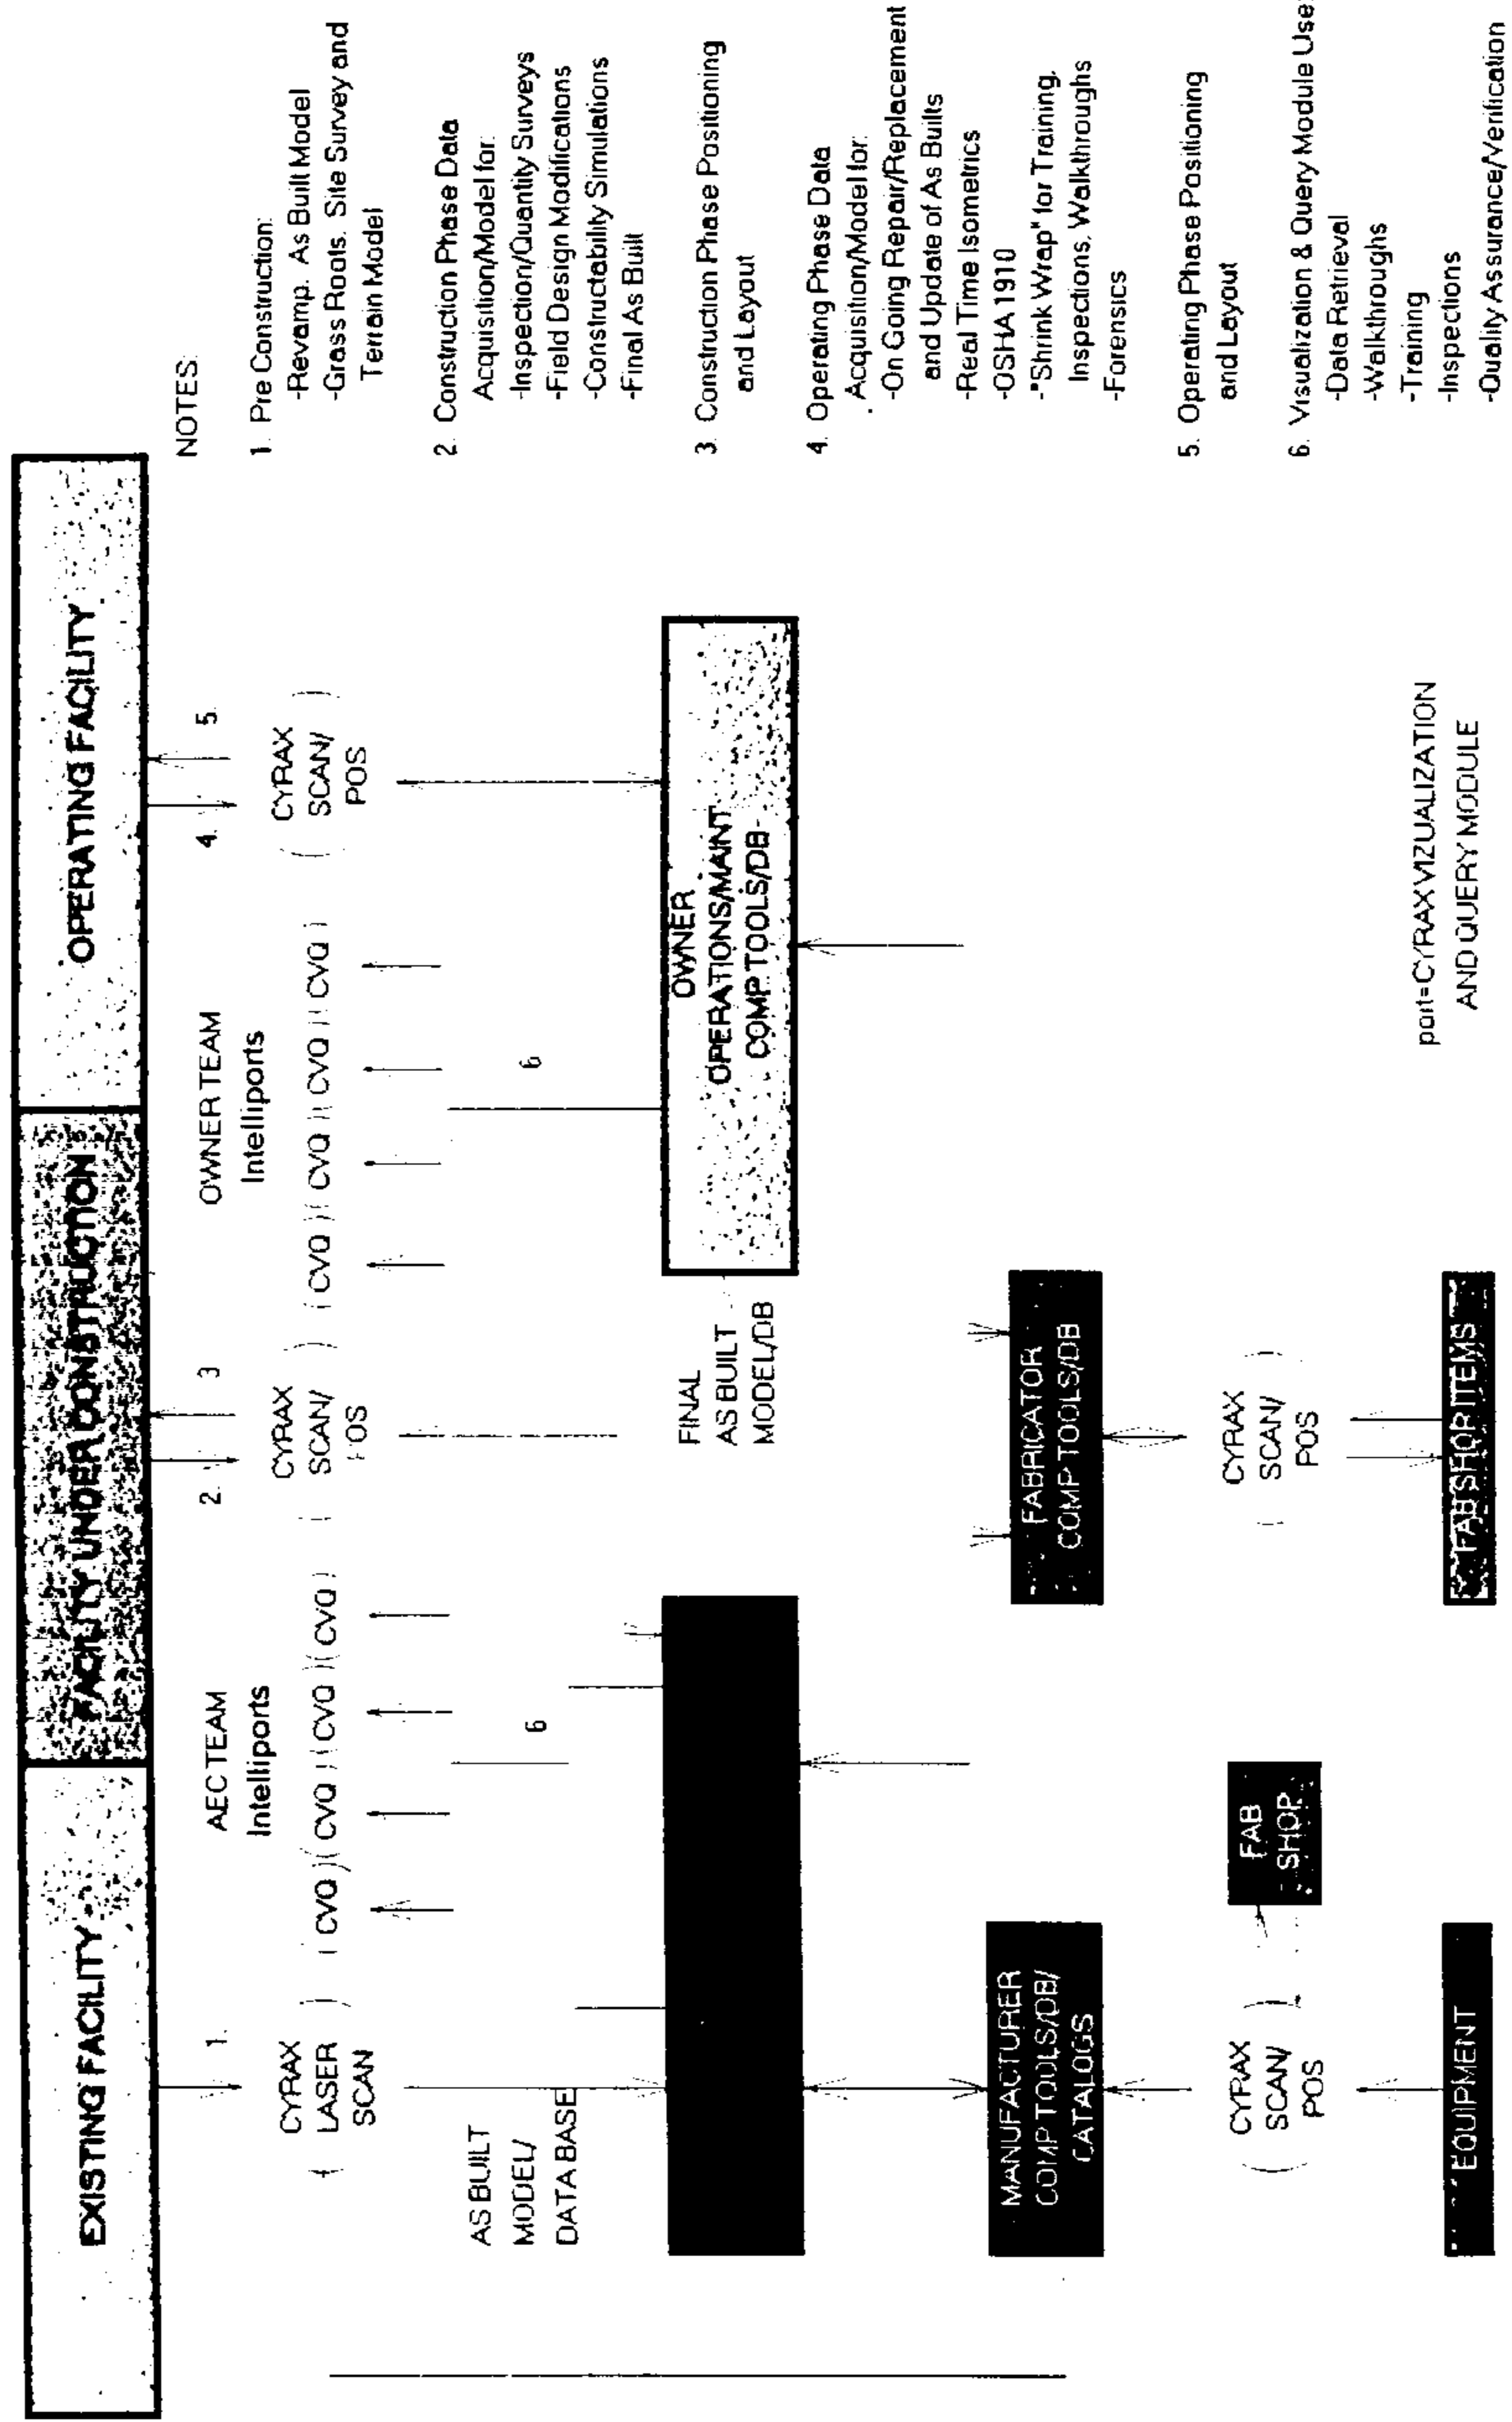 EXISTING FACILITY
FACILITY UNDER CONSTRUCTION
OPERATING FACILITY
1.
CYRAX
LASER
SCAN
AEC TEAM
Intelliports
( CVQ )( CVQ )( CVQ )( CVQ )
2.
3
CYRAX
SCAN/
POS
OWNER TEAM
Intelliports
( CVQ )( CVQ )( CVQ )( CVQ )
4.
5.
CYRAX
SCAN/
POS
AS BUILT
MODEL/
DATA BASE
6
6
FINAL
AS BUILT
MODEL/DB
OWNER
OPERATIONS/MAINT
COMP TOOLS/DB
MANUFACTURER
COMP TOOLS/DB/
CATALOGS
FABRICATOR
COMP TOOLS/DB
CYRAX
SCAN/
POS
FAB
SHOP
CYRAX
SCAN/
POS
EQUIPMENT
FAB SHOP ITEMS
port=CYRAX VIZUALIZATION
AND QUERY MODULE
NOTES:
1. Pre Construction:
-Revamp. As Built Model
-Grass Roots. Site Survey and
Terrain Model
2. Construction Phase Data
Acquisition/Model for:
-Inspection/Quantity Surveys
-Field Design Modifications
-Constructability Simulations
-Final As Built
3. Construction Phase Positioning
and Layout
4. Operating Phase Data
Acquisition/Model for:
-On Going Repair/Replacement
and Update of As Builts
-Real Time Isometrics
-OSHA 1910
-"Shrink Wrap" for Training,
Inspections, Walkthroughs
-Forensics
5. Operating Phase Positioning
and Layout
6. Visualization & Query Module Use:
-Data Retrieval
-Walkthroughs
-Training
-Inspections
-Quality Assurance/Verification